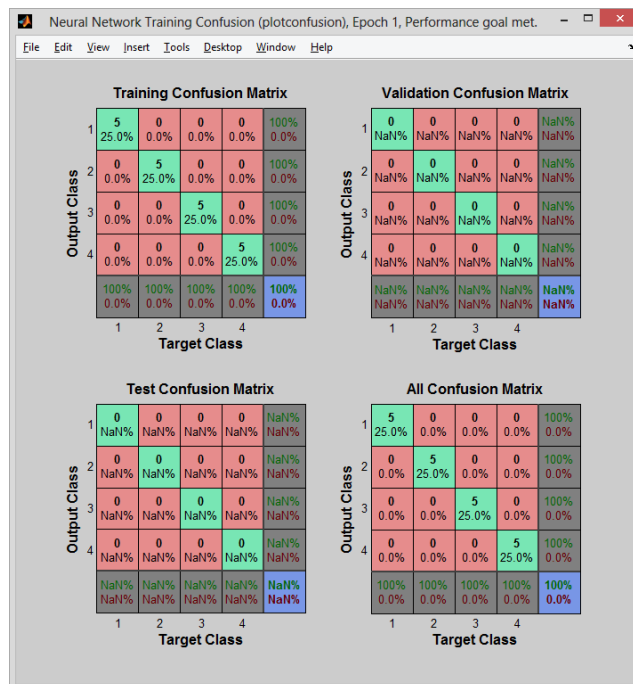 Neural Network Training Confusion (plotconfusion), Epoch 1, Performance goal met.
File Edit View Insert Tools Desktop Window Help
Training Confusion Matrix
Output Class
1 5 0 0 0 100%
25.0% 0.0% 0.0% 0.0% 0.0%
2 0 5 0 0 100%
0.0% 25.0% 0.0% 0.0% 0.0%
3 0 0 5 0 100%
0.0% 0.0% 25.0% 0.0% 0.0%
4 0 0 0 5 100%
0.0% 0.0% 0.0% 25.0% 0.0%
100% 100% 100% 100% 100%
0.0% 0.0% 0.0% 0.0% 0.0%
1 2 3 4
Target Class
Validation Confusion Matrix
Output Class
1 0 0 0 0 NaN%
NaN% NaN% NaN% NaN% NaN%
2 0 0 0 0 NaN%
NaN% NaN% NaN% NaN% NaN%
3 0 0 0 0 NaN%
NaN% NaN% NaN% NaN% NaN%
4 0 0 0 0 NaN%
NaN% NaN% NaN% NaN% NaN%
NaN% NaN% NaN% NaN% NaN%
NaN% NaN% NaN% NaN% NaN%
1 2 3 4
Target Class
Test Confusion Matrix
Output Class
1 0 0 0 0 NaN%
NaN% NaN% NaN% NaN% NaN%
2 0 0 0 0 NaN%
NaN% NaN% NaN% NaN% NaN%
3 0 0 0 0 NaN%
NaN% NaN% NaN% NaN% NaN%
4 0 0 0 0 NaN%
NaN% NaN% NaN% NaN% NaN%
NaN% NaN% NaN% NaN% NaN%
NaN% NaN% NaN% NaN% NaN%
1 2 3 4
Target Class
All Confusion Matrix
Output Class
1 5 0 0 0 100%
25.0% 0.0% 0.0% 0.0% 0.0%
2 0 5 0 0 100%
0.0% 25.0% 0.0% 0.0% 0.0%
3 0 0 5 0 100%
0.0% 0.0% 25.0% 0.0% 0.0%
4 0 0 0 5 100%
0.0% 0.0% 0.0% 25.0% 0.0%
100% 100% 100% 100% 100%
0.0% 0.0% 0.0% 0.0% 0.0%
1 2 3 4
Target Class